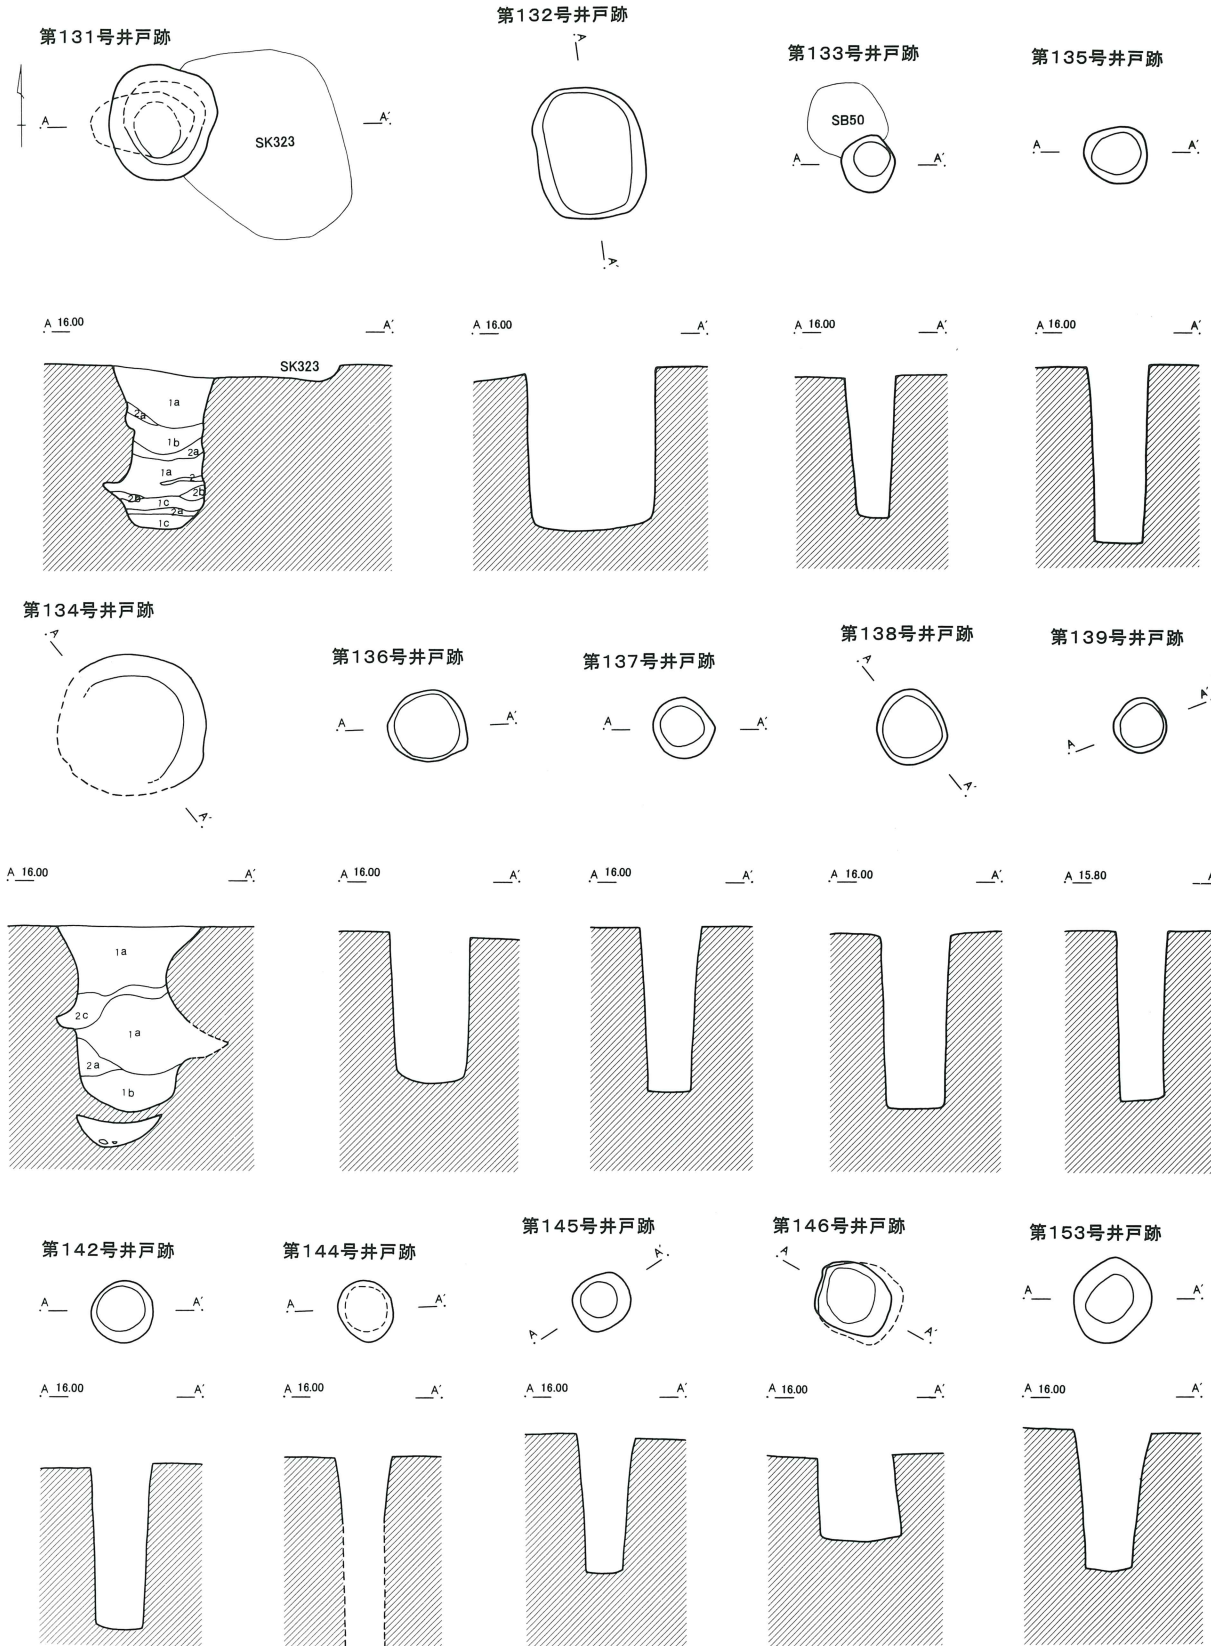 第131号井戸跡
A A′
SK323
A 16.00 A′
SK323
1a
2a
1b
2a
1a
2
2b
2b
1c
2a
1c
第132号井戸跡
A
A′
A 16.00 A′
第133号井戸跡
SB50
A A′
A 16.00 A′
第135号井戸跡
A A′
A 16.00 A′
第134号井戸跡
A
A′
A 16.00 A′
1a
2c
1a
2a
1b
第136号井戸跡
A A′
A 16.00 A′
第137号井戸跡
A A′
A 16.00 A′
第138号井戸跡
A
A′
A 16.00 A′
第139号井戸跡
A′
A
A 15.80
第142号井戸跡
A A′
A 16.00 A′
第144号井戸跡
A A′
A 16.00 A′
第145号井戸跡
A′
A
A 16.00 A′
第146号井戸跡
A
A′
A 16.00 A′
第153号井戸跡
A A′
A 16.00 A′